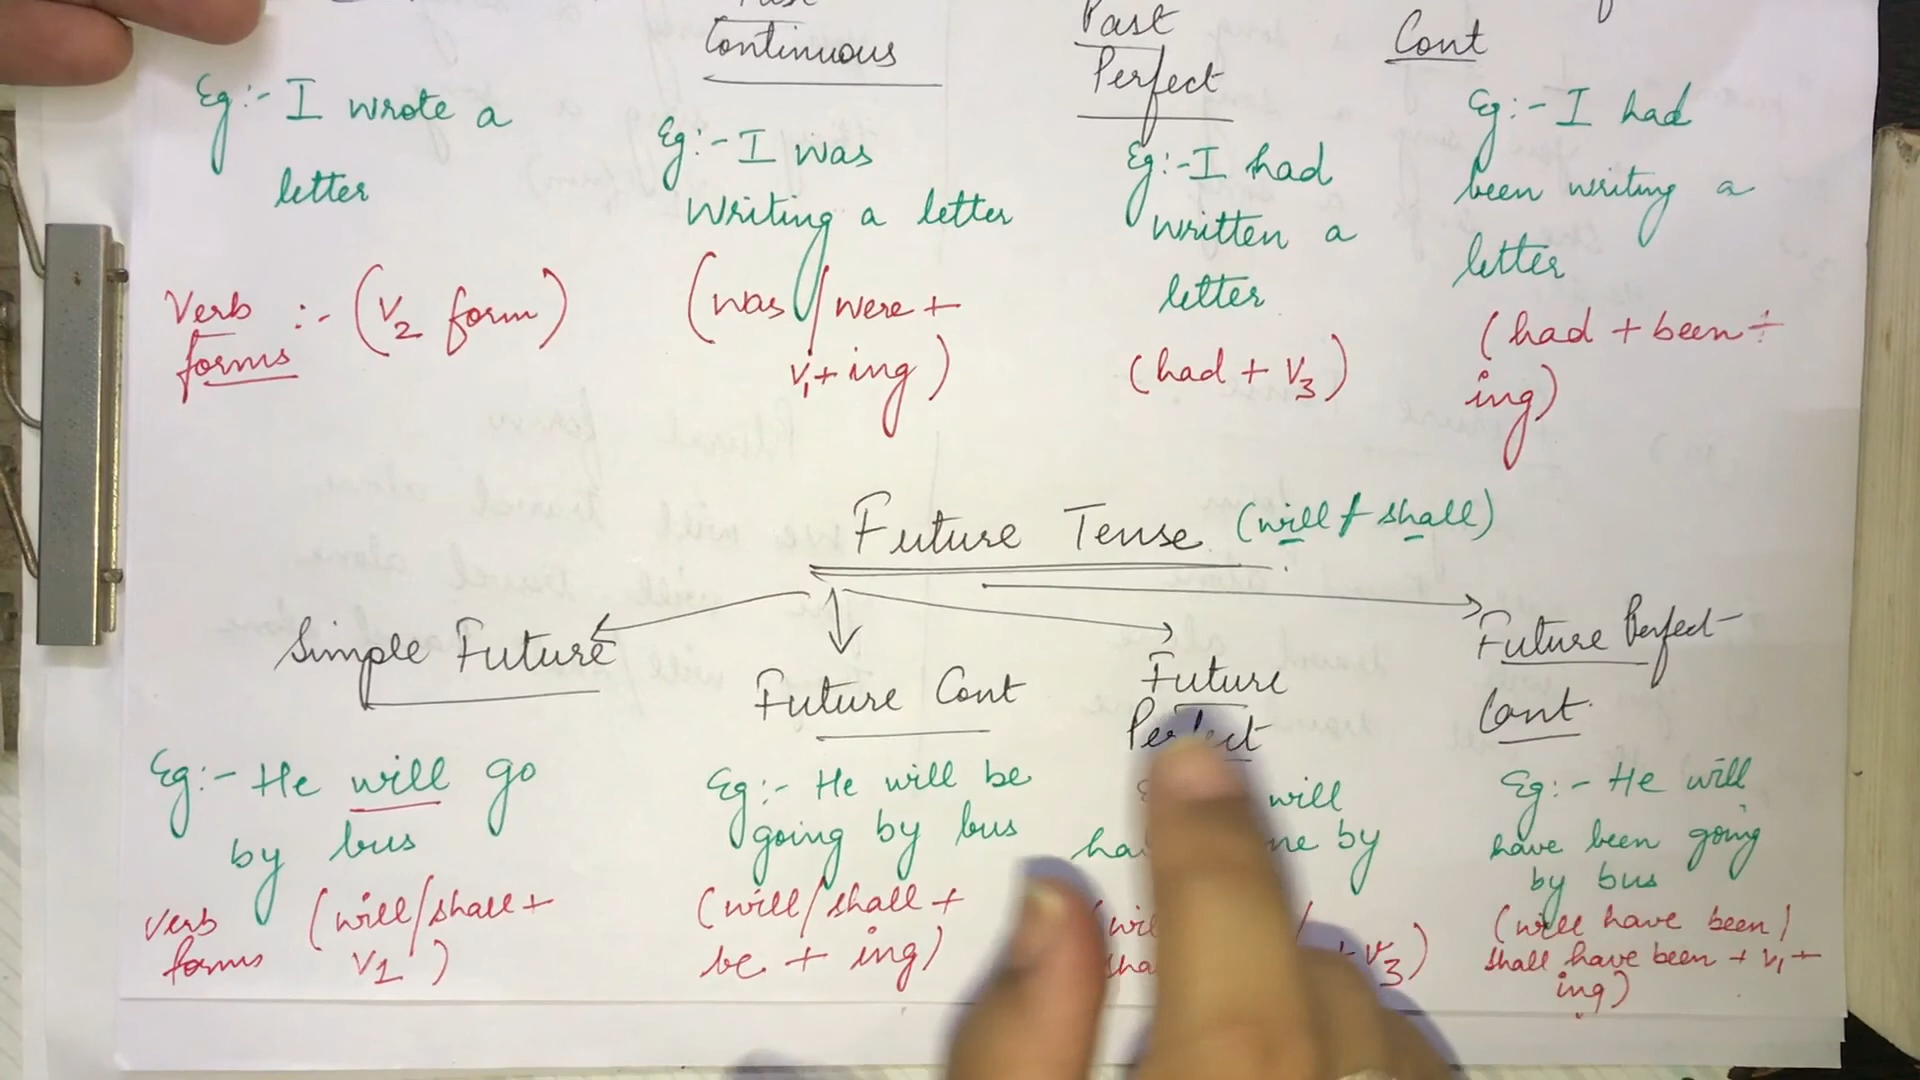 Continuous
Past
Perfect
Cont
Eg:- I wrote a
letter
Eg:- I was
writing a letter
Eg:- I had
written a
letter
Eg:- I had
been writing a
letter
Verb
forms :- (V2 form)
(was/were +
V1+ing)
(had + V3)
(had + been +
ing)
Future Tense (will / shall)
Simple Future
Future Cont
Future
Perfect
Future Perfect
Cont.
Eg:- He will go
by bus
Eg:- He will be
going by bus
will
by
Eg:- He will
have been going
by bus
Verb
forms
(will/shall +
V1)
(will/shall +
be + ing)
+V3)
(will have been/
shall have been + V1 +
ing)